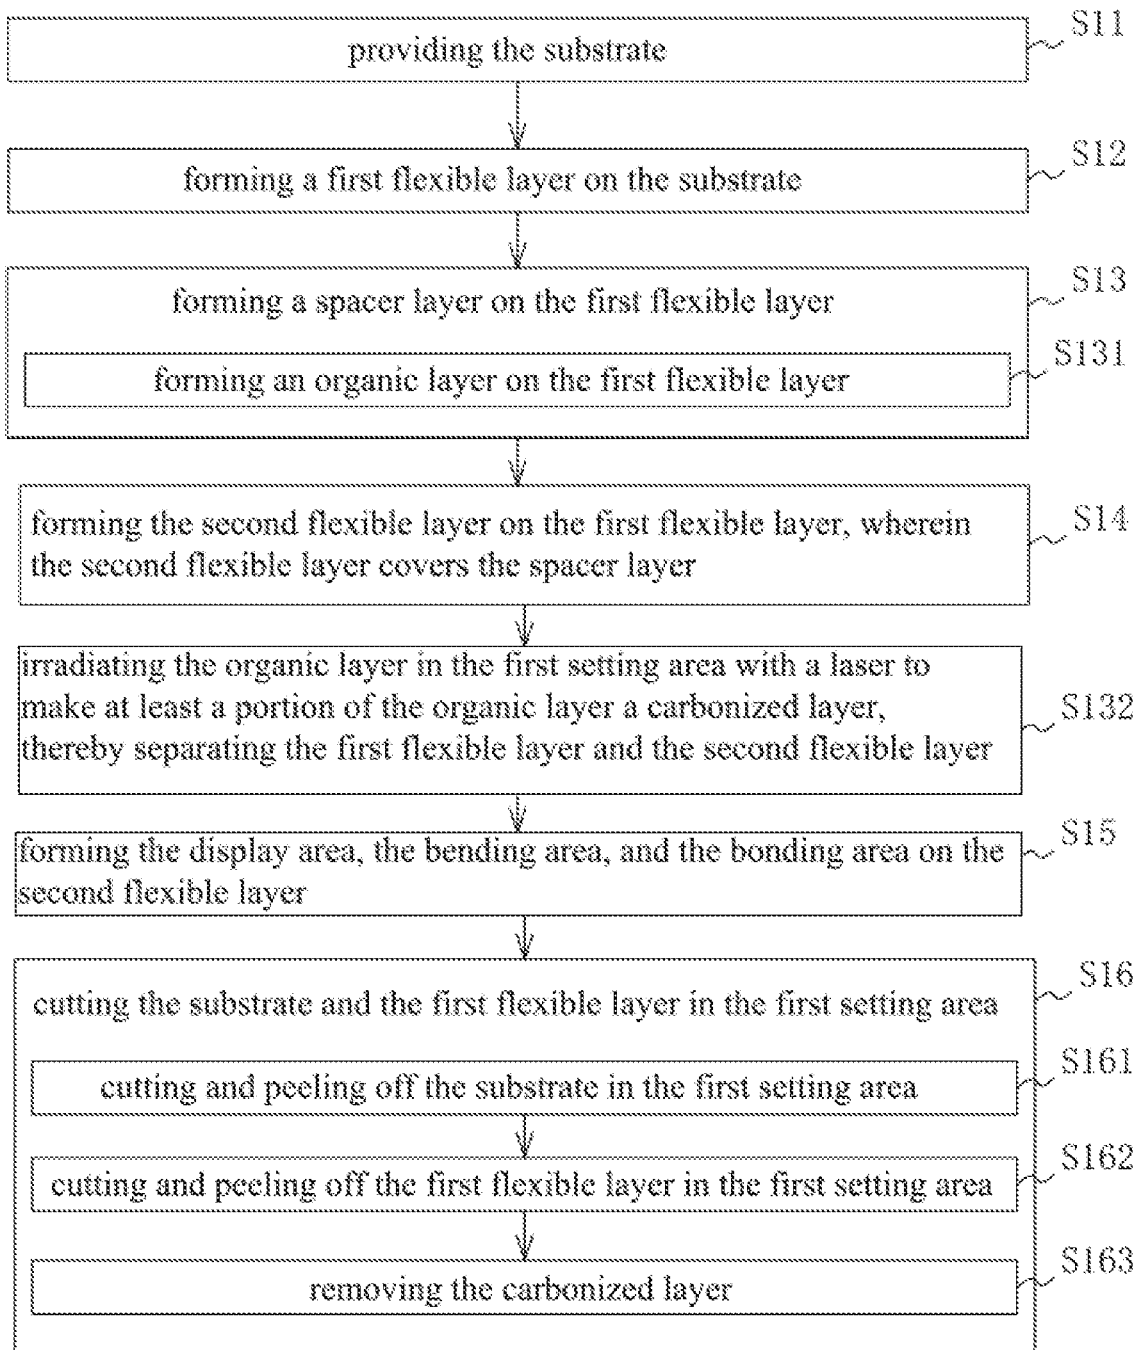 S11
providing the substrate
S12
forming a first flexible layer on the substrate
S13
forming a spacer layer on the first flexible layer
S131
forming an organic layer on the first flexible layer
S14
forming the second flexible layer on the first flexible layer, wherein
the second flexible layer covers the spacer layer
irradiating the organic layer in the first setting area with a laser to
make at least a portion of the organic layer a carbonized layer,
thereby separating the first flexible layer and the second flexible layer
S132
forming the display area, the bending area, and the bonding area on the
second flexible layer
S15
S16
cutting the substrate and the first flexible layer in the first setting area
S161
cutting and peeling off the substrate in the first setting area
S162
cutting and peeling off the first flexible layer in the first setting area
S163
removing the carbonized layer